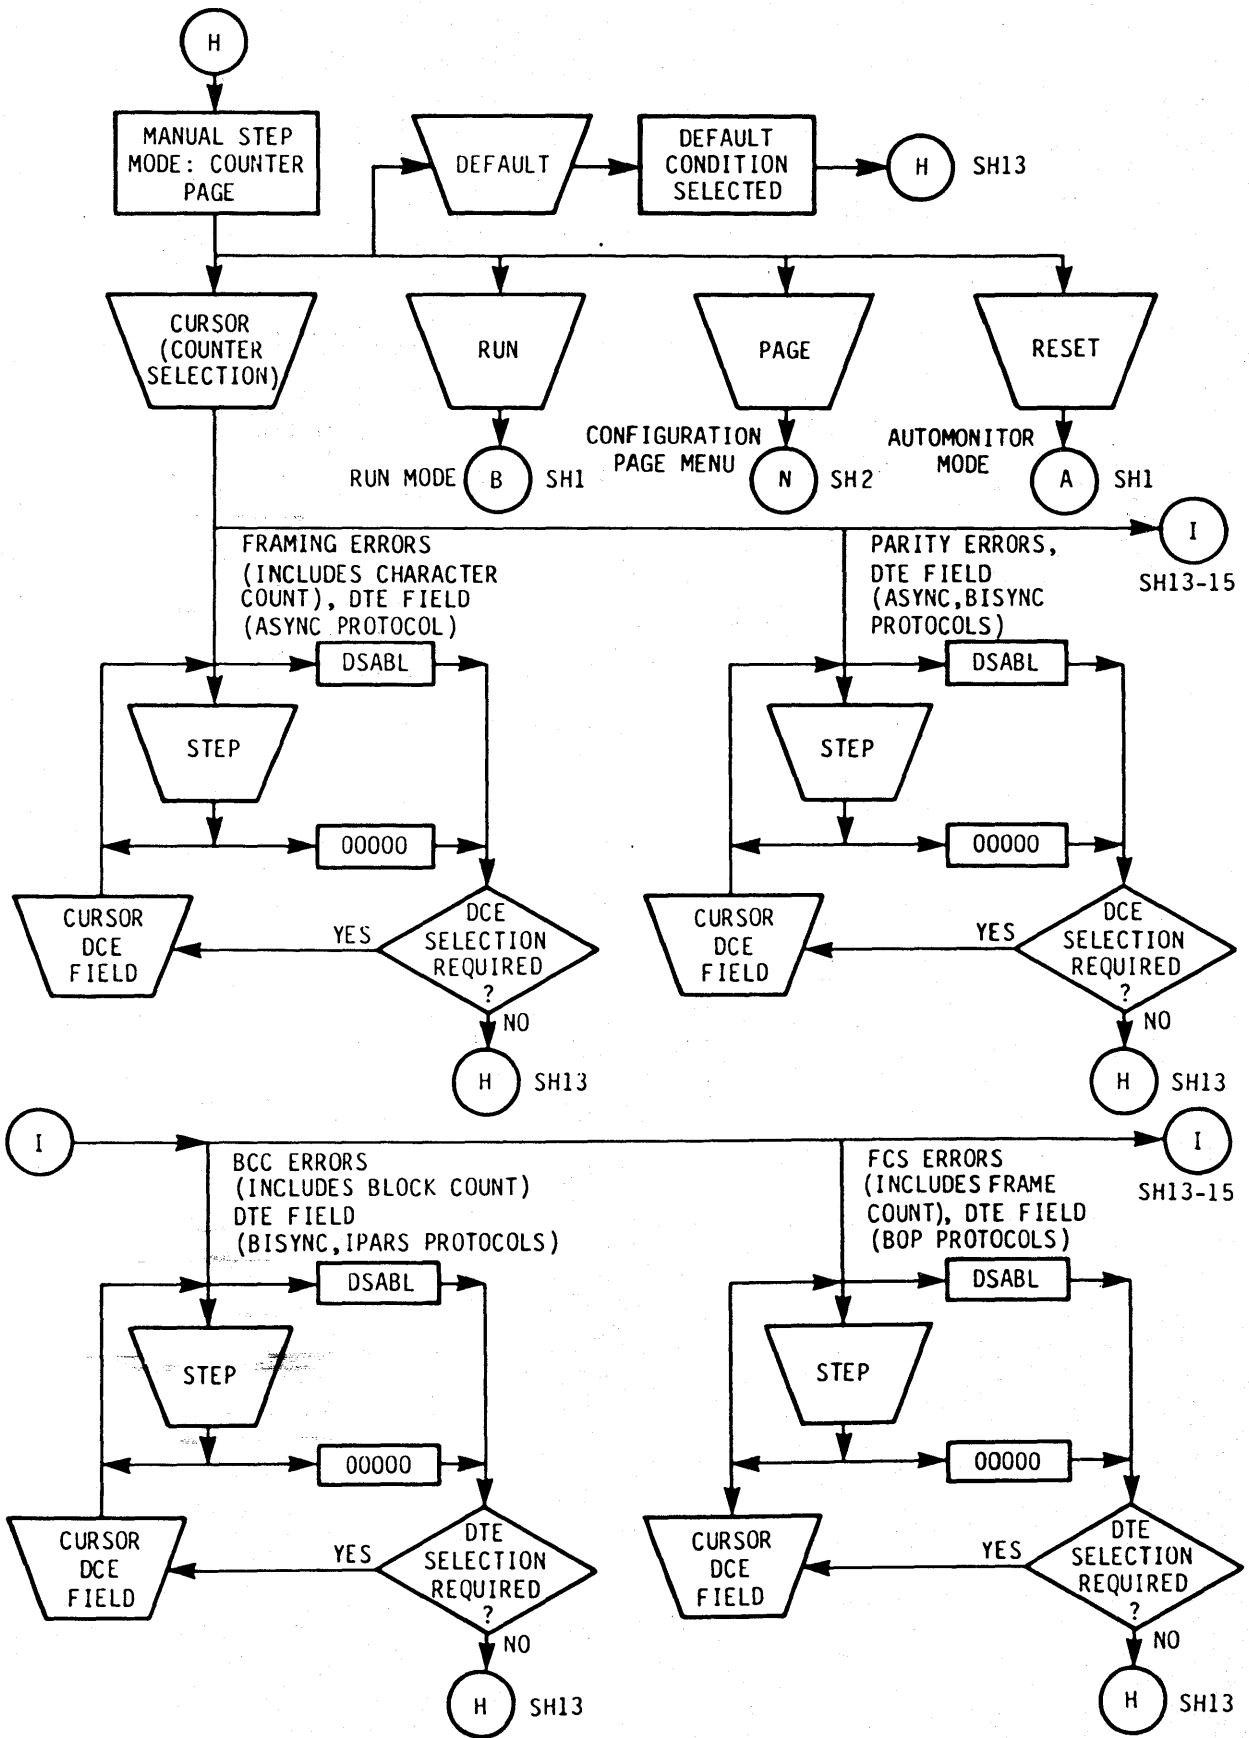 H
MANUAL STEP
MODE: COUNTER
PAGE
DEFAULT
DEFAULT
CONDITION
SELECTED
H
SH13
CURSOR
(COUNTER
SELECTION)
RUN
PAGE
RESET
RUN MODE
B
SH1
CONFIGURATION
PAGE MENU
N
SH2
AUTOMONITOR
MODE
A
SH1
I
SH13-15
FRAMING ERRORS
(INCLUDES CHARACTER
COUNT), DTE FIELD
(ASYNC PROTOCOL)
DSABL
STEP
00000
CURSOR
DCE
FIELD
YES
DCE
SELECTION
REQUIRED
?
NO
H
SH13
PARITY ERRORS,
DTE FIELD
(ASYNC,BISYNC
PROTOCOLS)
DSABL
STEP
00000
CURSOR
DCE
FIELD
YES
DCE
SELECTION
REQUIRED
?
NO
H
SH13
I
I
SH13-15
BCC ERRORS
(INCLUDES BLOCK COUNT)
DTE FIELD
(BISYNC,IPARS PROTOCOLS)
DSABL
STEP
00000
CURSOR
DCE
FIELD
YES
DTE
SELECTION
REQUIRED
?
NO
H
SH13
FCS ERRORS
(INCLUDES FRAME
COUNT), DTE FIELD
(BOP PROTOCOLS)
DSABL
STEP
00000
CURSOR
DCE
FIELD
YES
DTE
SELECTION
REQUIRED
?
NO
H
SH13